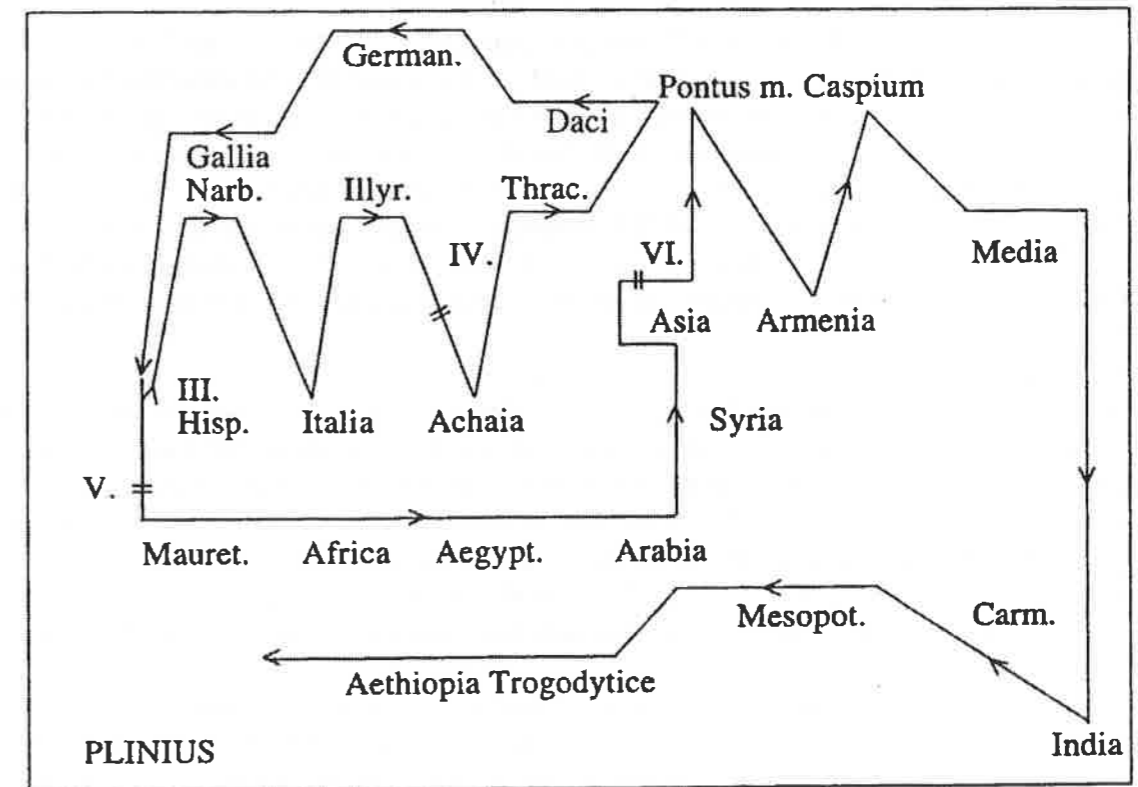 German.
Pontus m. Caspium
Daci
Gallia
Narb.
Illyr.
Thrac.
IV.
VI.
Media
Asia
Armenia
III.
Hisp.
Italia
Achaia
Syria
V.
Mauret.
Africa
Aegypt.
Arabia
Mesopot.
Carm.
Aethiopia Trogodytice
India
PLINIUS